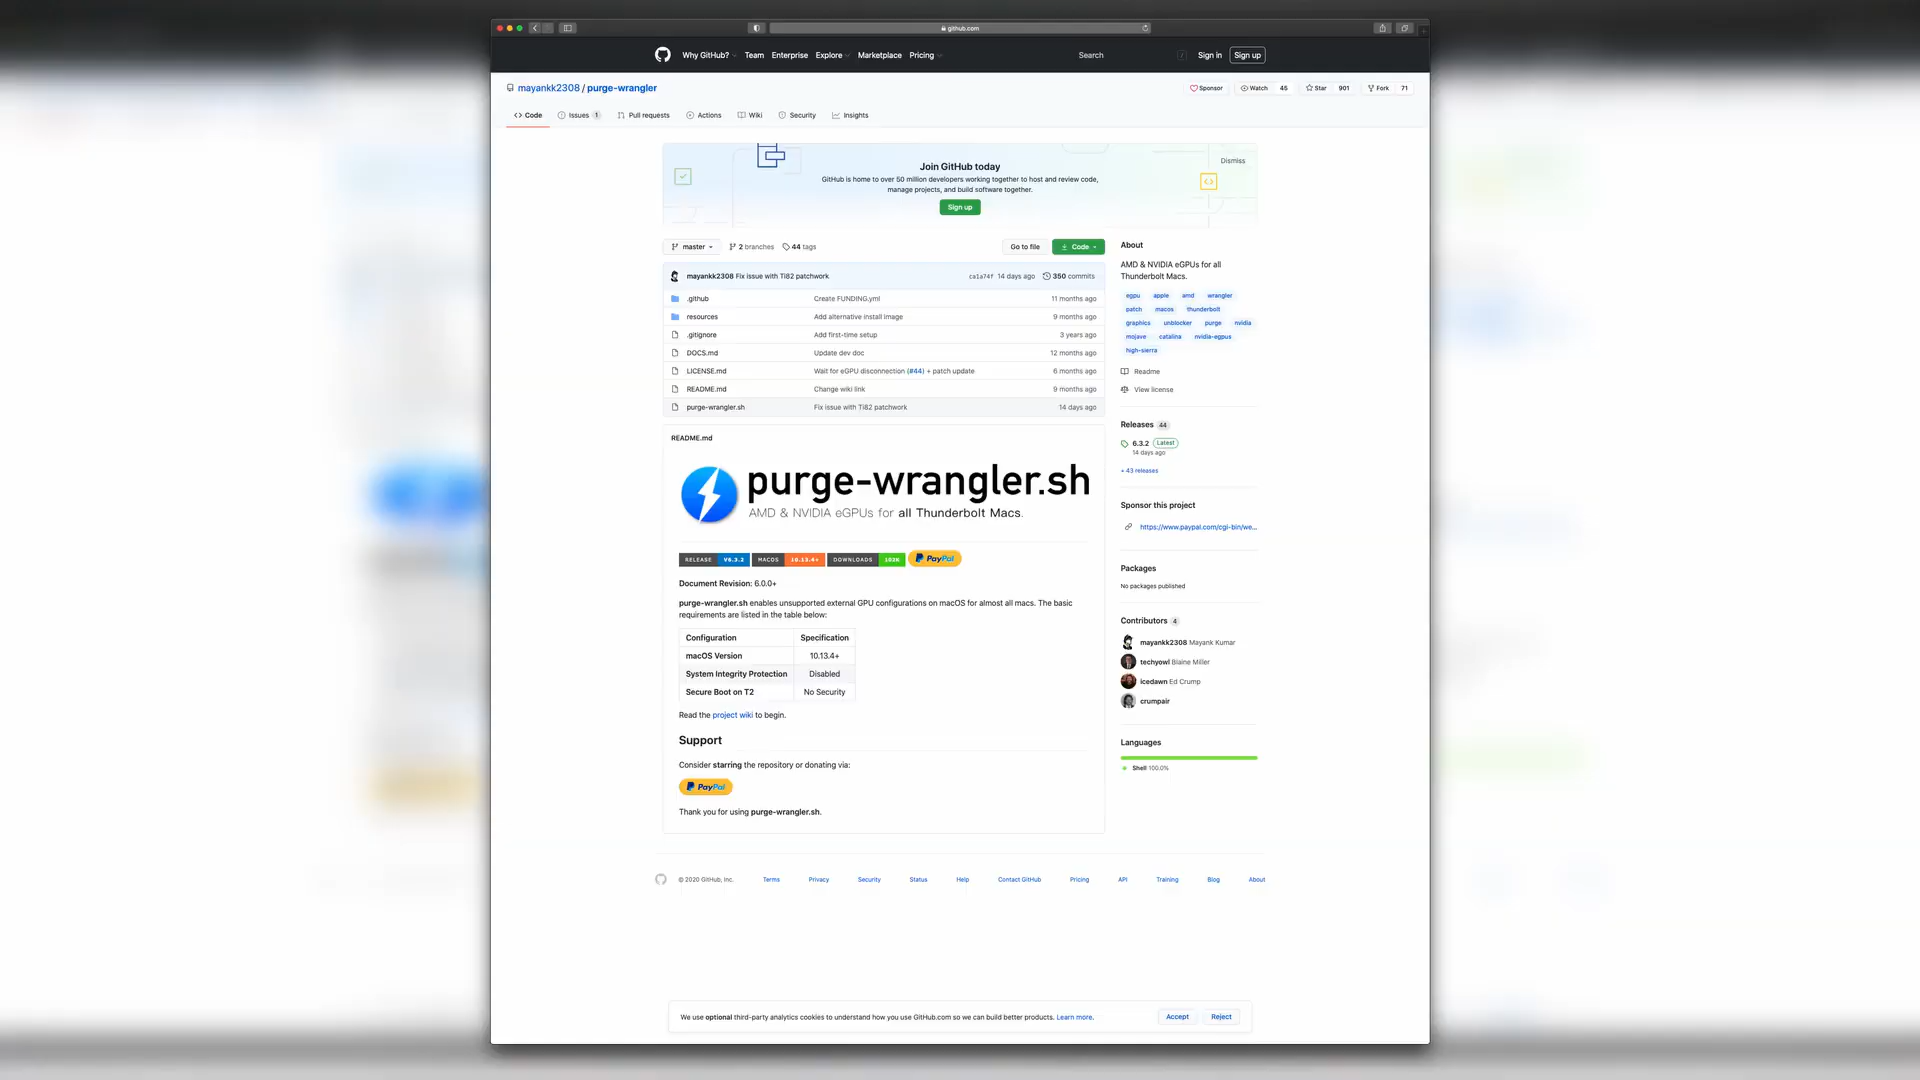 github.com
Why GitHub? Team Enterprise Explore Marketplace Pricing Search / Sign in Sign up
mayankk2308 / purge-wrangler Sponsor Watch 45 Star 901 Fork 71
Code Issues 1 Pull requests Actions Wiki Security Insights
Join GitHub today
Dismiss
GitHub is home to over 50 million developers working together to host and review code,
manage projects, and build software together.
Sign up
master 2 branches 44 tags Go to file Code
mayankk2308 Fix issue with Ti82 patchwork ca1a74f 14 days ago 350 commits
.github Create FUNDING.yml 11 months ago
resources Add alternative install image 9 months ago
.gitignore Add first-time setup 3 years ago
DOCS.md Update dev doc 12 months ago
LICENSE.md Wait for eGPU disconnection (#44) + patch update 6 months ago
README.md Change wiki link 9 months ago
purge-wrangler.sh Fix issue with Ti82 patchwork 14 days ago
README.md
purge-wrangler.sh
AMD & NVIDIA eGPUs for all Thunderbolt Macs.
RELEASE V6.3.2 MACOS 10.13.4+ DOWNLOADS 102K PayPal
Document Revision: 6.0.0+
purge-wrangler.sh enables unsupported external GPU configurations on macOS for almost all macs. The basic
requirements are listed in the table below:
Configuration Specification
macOS Version 10.13.4+
System Integrity Protection Disabled
Secure Boot on T2 No Security
Read the project wiki to begin.
Support
Consider starring the repository or donating via:
PayPal
Thank you for using purge-wrangler.sh.
About
AMD & NVIDIA eGPUs for all
Thunderbolt Macs.
egpu apple amd wrangler
patch macos thunderbolt
graphics unblocker purge nvidia
mojave catalina nvidia-egpus
high-sierra
Readme
View license
Releases 44
6.3.2 Latest
14 days ago
+ 43 releases
Sponsor this project
https://www.paypal.com/cgi-bin/we...
Packages
No packages published
Contributors 4
mayankk2308 Mayank Kumar
techyowl Blaine Miller
icedawn Ed Crump
crumpair
Languages
Shell 100.0%
© 2020 GitHub, Inc. Terms Privacy Security Status Help Contact GitHub Pricing API Training Blog About
We use optional third-party analytics cookies to understand how you use GitHub.com so we can build better products. Learn more.
Accept Reject